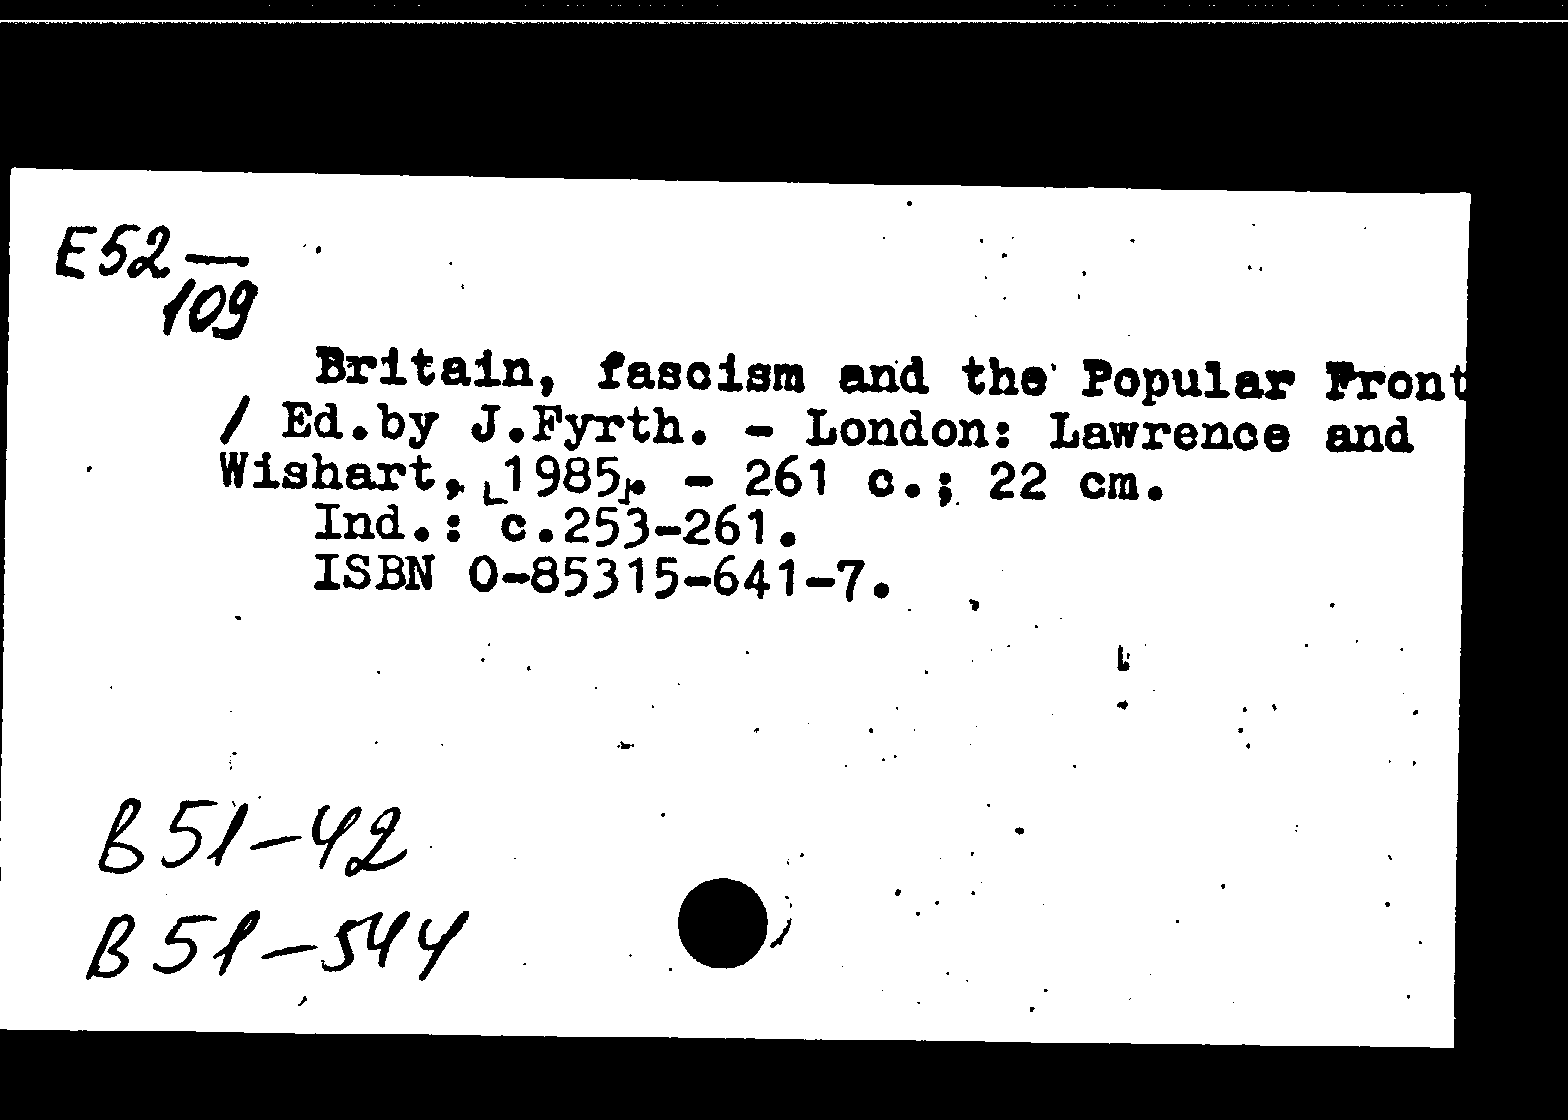 E52—
109
Britain, fascism and the Popular Front
/ Ed.by J.Fyrth. - London: Lawrence and
Wishart, [1985]. - 261 c.; 22 cm.
Ind.: c.253-261.
ISBN 0-85315-641-7.
B51-42
B51-544